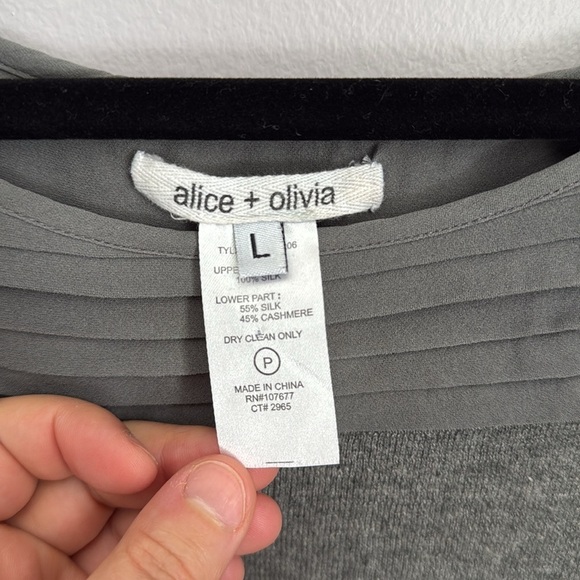 alice + olivia
L
06
100% SILK
LOWER PART :
55% SILK
45% CASHMERE
DRY CLEAN ONLY
P
MADE IN CHINA
RN#107677
CT# 2965